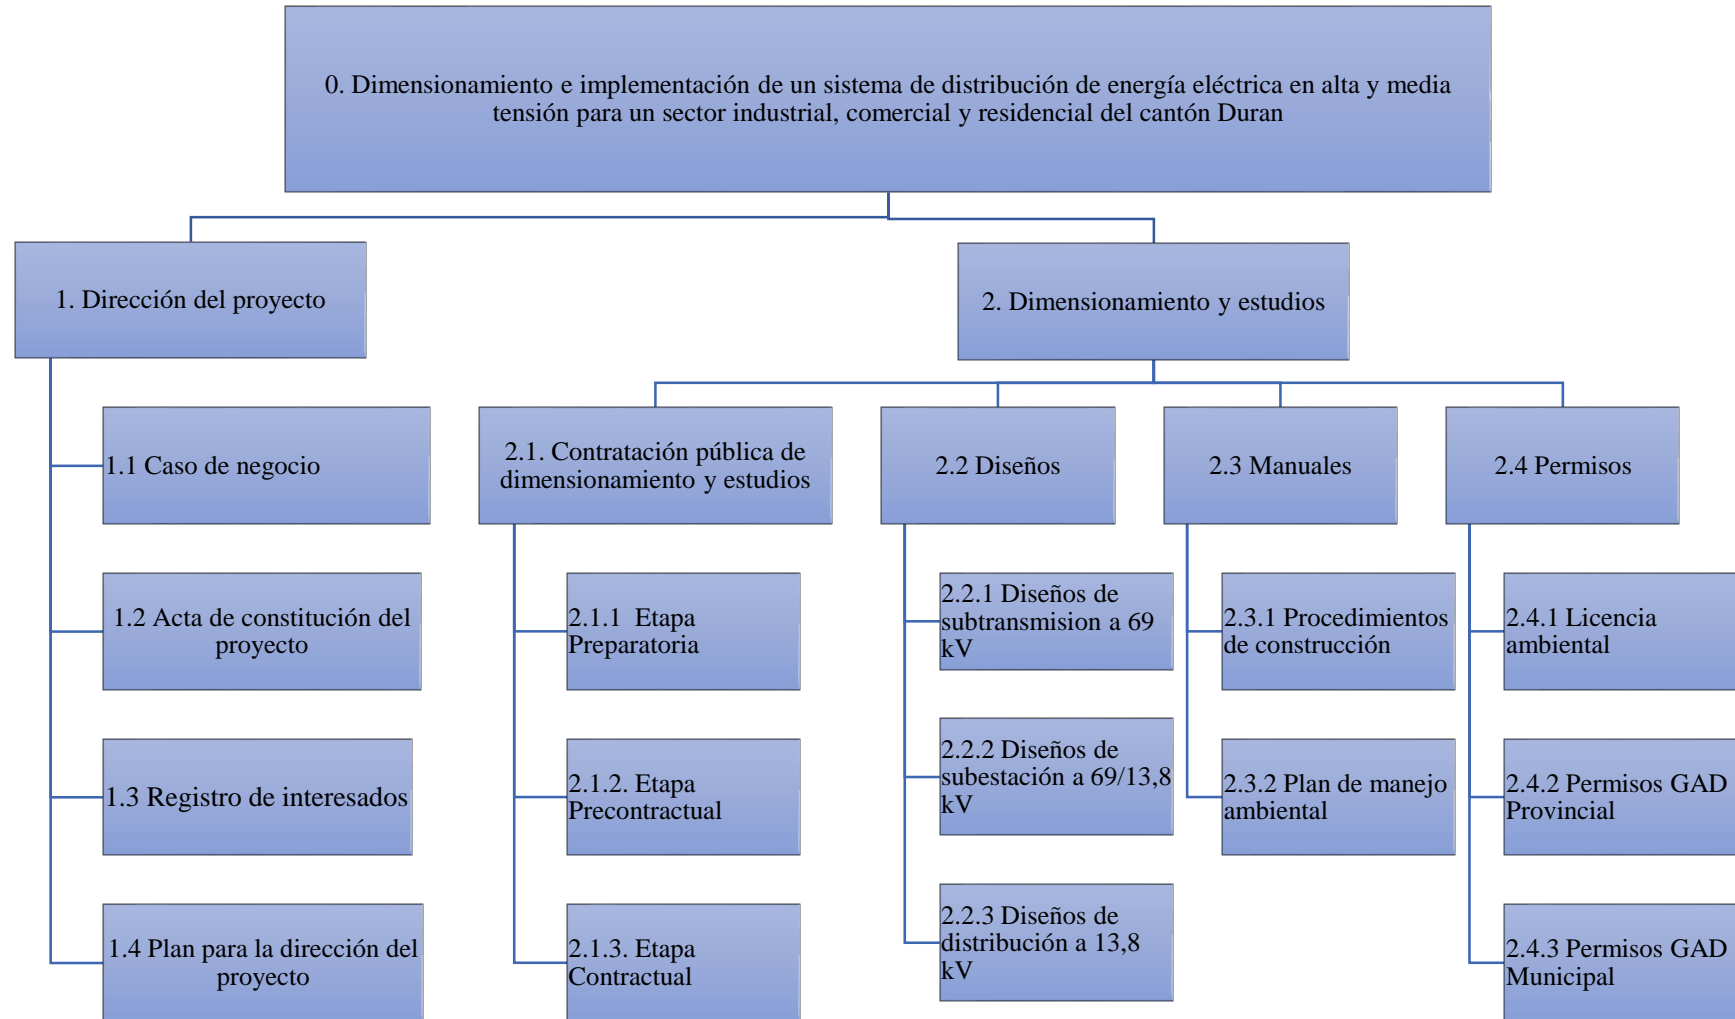 0. Dimensionamiento e implementación de un sistema de distribución de energía eléctrica en alta y media
tensión para un sector industrial, comercial y residencial del cantón Duran
1. Dirección del proyecto
1.1 Caso de negocio
1.2 Acta de constitución del
proyecto
1.3 Registro de interesados
1.4 Plan para la dirección del
proyecto
2. Dimensionamiento y estudios
2.1. Contratación pública de
dimensionamiento y estudios
2.1.1 Etapa
Preparatoria
2.1.2. Etapa
Precontractual
2.1.3. Etapa
Contractual
2.2 Diseños
2.2.1 Diseños de
subtransmision a 69
kV
2.2.2 Diseños de
subestación a 69/13,8
kV
2.2.3 Diseños de
distribución a 13,8
kV
2.3 Manuales
2.3.1 Procedimientos
de construcción
2.3.2 Plan de manejo
ambiental
2.4 Permisos
2.4.1 Licencia
ambiental
2.4.2 Permisos GAD
Provincial
2.4.3 Permisos GAD
Municipal